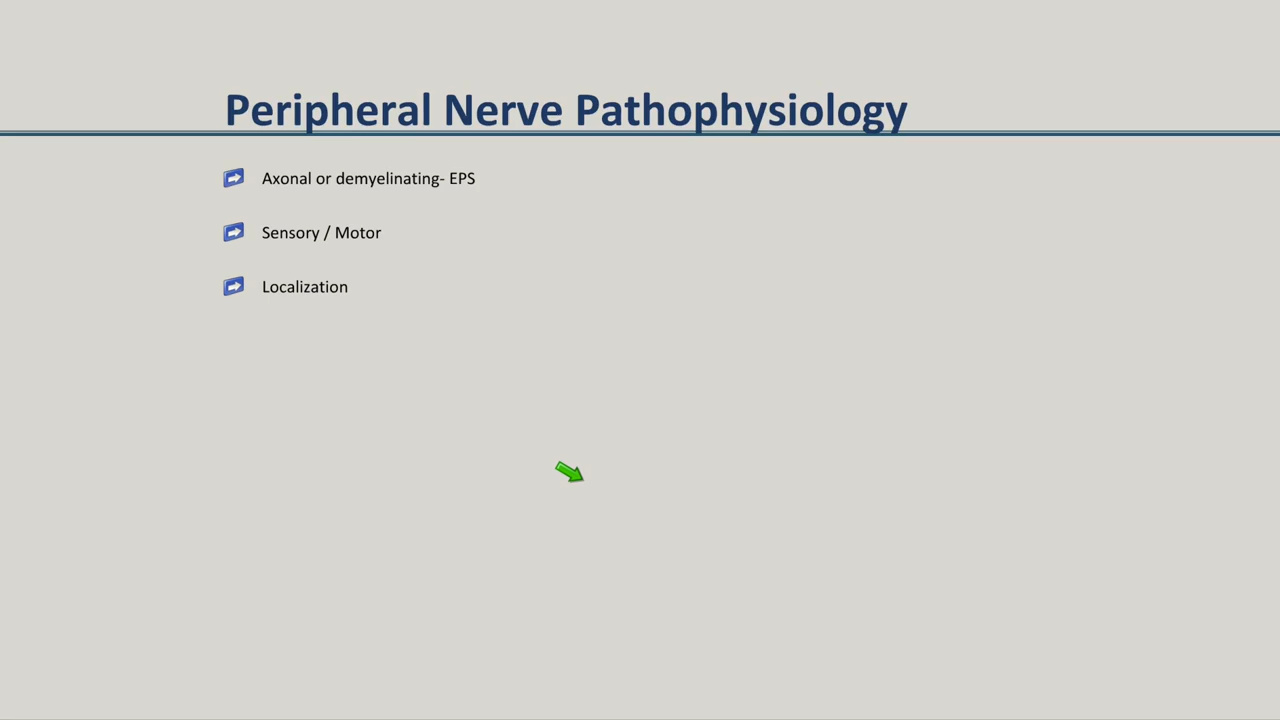 Peripheral Nerve Pathophysiology
Axonal or demyelinating- EPS
Sensory / Motor
Localization